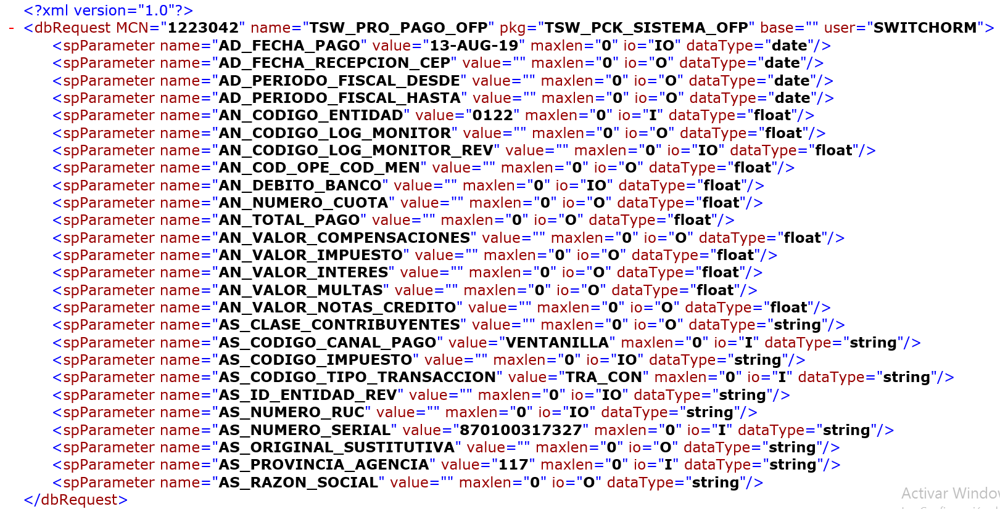 <?xml version="1.0"?>
- <dbRequest MCN="1223042" name="TSW_PRO_PAGO_OFP" pkg="TSW_PCK_SISTEMA_OFP" base="" user="SWITCHORM">
<spParameter name="AD_FECHA_PAGO" value="13-AUG-19" maxlen="0" io="IO" dataType="date"/>
<spParameter name="AD_FECHA_RECEPCION_CEP" value="" maxlen="0" io="O" dataType="date"/>
<spParameter name="AD_PERIODO_FISCAL_DESDE" value="" maxlen="0" io="O" dataType="date"/>
<spParameter name="AD_PERIODO_FISCAL_HASTA" value="" maxlen="0" io="O" dataType="date"/>
<spParameter name="AN_CODIGO_ENTIDAD" value="0122" maxlen="0" io="I" dataType="float"/>
<spParameter name="AN_CODIGO_LOG_MONITOR" value="" maxlen="0" io="O" dataType="float"/>
<spParameter name="AN_CODIGO_LOG_MONITOR_REV" value="" maxlen="0" io="IO" dataType="float"/>
<spParameter name="AN_COD_OPE_COD_MEN" value="" maxlen="0" io="O" dataType="float"/>
<spParameter name="AN_DEBITO_BANCO" value="" maxlen="0" io="IO" dataType="float"/>
<spParameter name="AN_NUMERO_CUOTA" value="" maxlen="0" io="O" dataType="float"/>
<spParameter name="AN_TOTAL_PAGO" value="" maxlen="0" io="O" dataType="float"/>
<spParameter name="AN_VALOR_COMPENSACIONES" value="" maxlen="0" io="O" dataType="float"/>
<spParameter name="AN_VALOR_IMPUESTO" value="" maxlen="0" io="O" dataType="float"/>
<spParameter name="AN_VALOR_INTERES" value="" maxlen="0" io="O" dataType="float"/>
<spParameter name="AN_VALOR_MULTAS" value="" maxlen="0" io="O" dataType="float"/>
<spParameter name="AN_VALOR_NOTAS_CREDITO" value="" maxlen="0" io="O" dataType="float"/>
<spParameter name="AS_CLASE_CONTRIBUYENTES" value="" maxlen="0" io="O" dataType="string"/>
<spParameter name="AS_CODIGO_CANAL_PAGO" value="VENTANILLA" maxlen="0" io="I" dataType="string"/>
<spParameter name="AS_CODIGO_IMPUESTO" value="" maxlen="0" io="IO" dataType="string"/>
<spParameter name="AS_CODIGO_TIPO_TRANSACCION" value="TRA_CON" maxlen="0" io="I" dataType="string"/>
<spParameter name="AS_ID_ENTIDAD_REV" value="" maxlen="0" io="IO" dataType="string"/>
<spParameter name="AS_NUMERO_RUC" value="" maxlen="0" io="IO" dataType="string"/>
<spParameter name="AS_NUMERO_SERIAL" value="870100317327" maxlen="0" io="I" dataType="string"/>
<spParameter name="AS_ORIGINAL_SUSTITUTIVA" value="" maxlen="0" io="O" dataType="string"/>
<spParameter name="AS_PROVINCIA_AGENCIA" value="117" maxlen="0" io="I" dataType="string"/>
<spParameter name="AS_RAZON_SOCIAL" value="" maxlen="0" io="O" dataType="string"/>
</dbRequest>
Activar Window